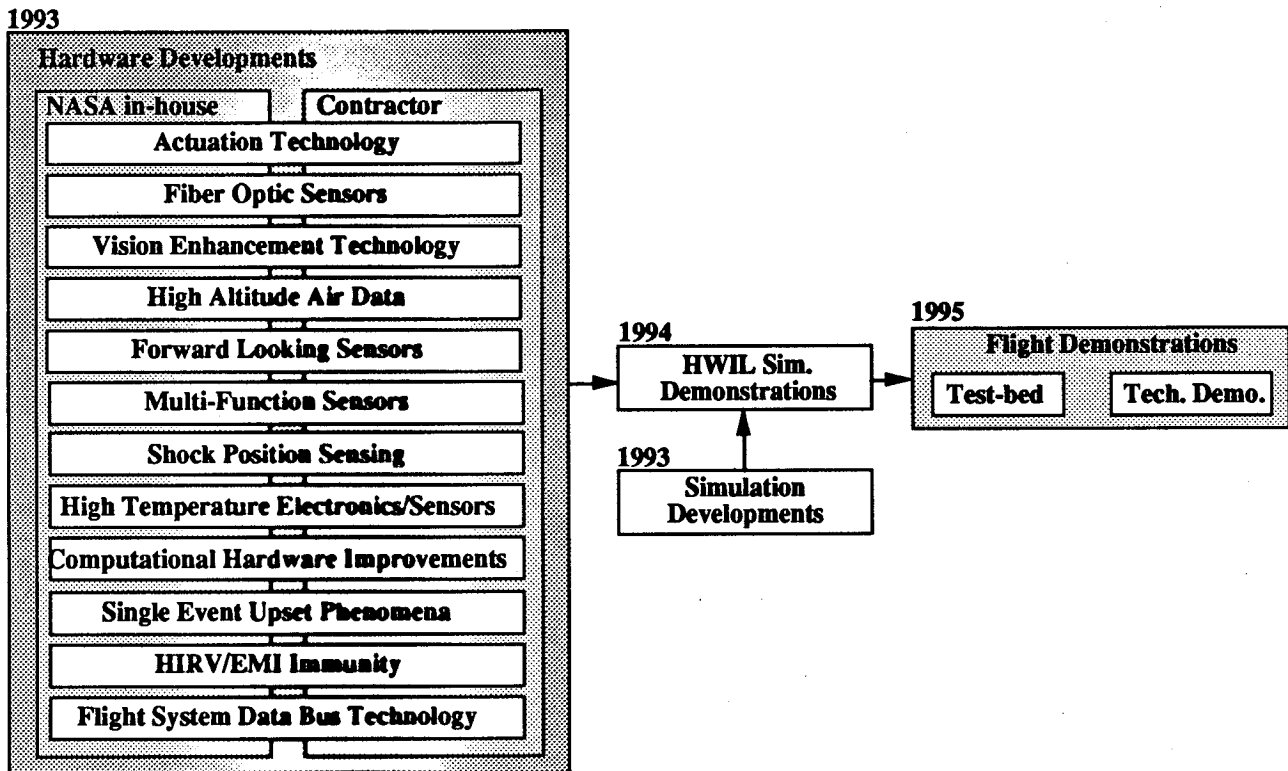 1993
Hardware Developments
NASA in-house
Contractor
Actuation Technology
Fiber Optic Sensors
Vision Enhancement Technology
High Altitude Air Data
Forward Looking Sensors
Multi-Function Sensors
Shock Position Sensing
High Temperature Electronics/Sensors
Computational Hardware Improvements
Single Event Upset Phenomena
HIRV/EMI Immunity
Flight System Data Bus Technology
1994
HWIL Sim.
Demonstrations
1993
Simulation
Developments
1995
Flight Demonstrations
Test-bed
Tech. Demo.